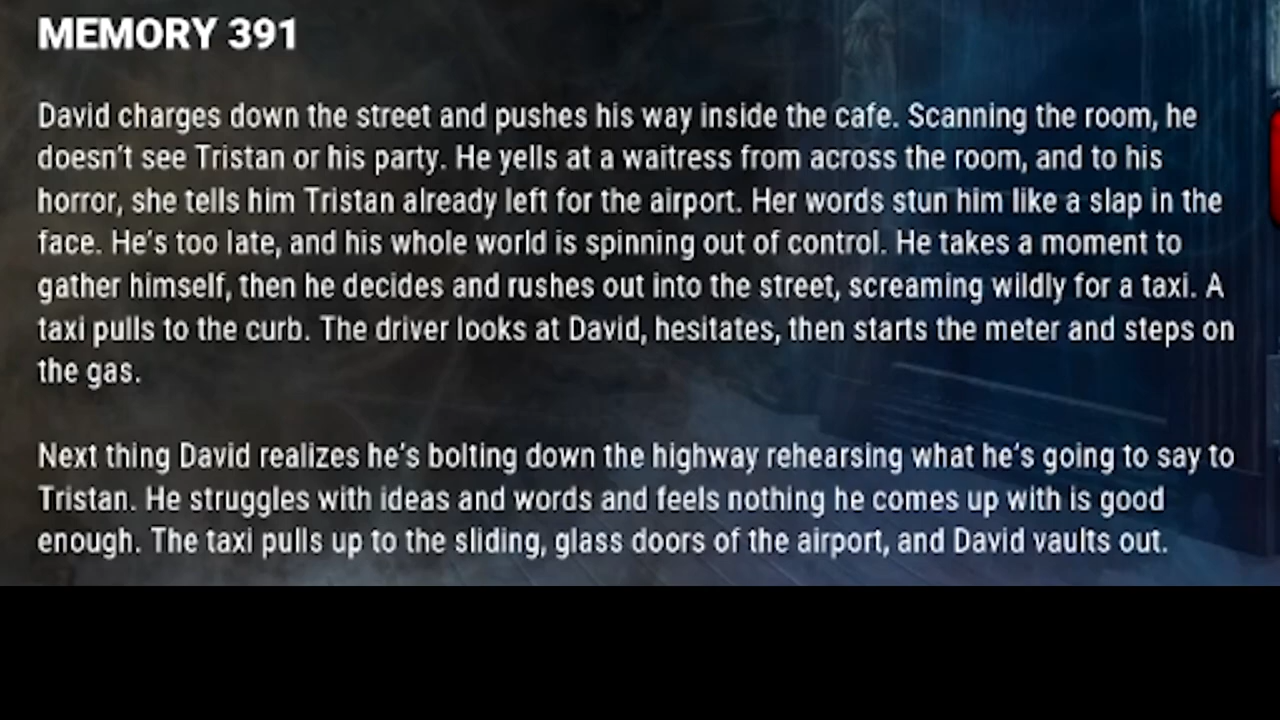 MEMORY 391
David charges down the street and pushes his way inside the cafe. Scanning the room, he
doesn't see Tristan or his party. He yells at a waitress from across the room, and to his
horror, she tells him Tristan already left for the airport. Her words stun him like a slap in the
face. He's too late, and his whole world is spinning out of control. He takes a moment to
gather himself, then he decides and rushes out into the street, screaming wildly for a taxi. A
taxi pulls to the curb. The driver looks at David, hesitates, then starts the meter and steps on
the gas.
Next thing David realizes he's bolting down the highway rehearsing what he's going to say to
Tristan. He struggles with ideas and words and feels nothing he comes up with is good
enough. The taxi pulls up to the sliding, glass doors of the airport, and David vaults out.